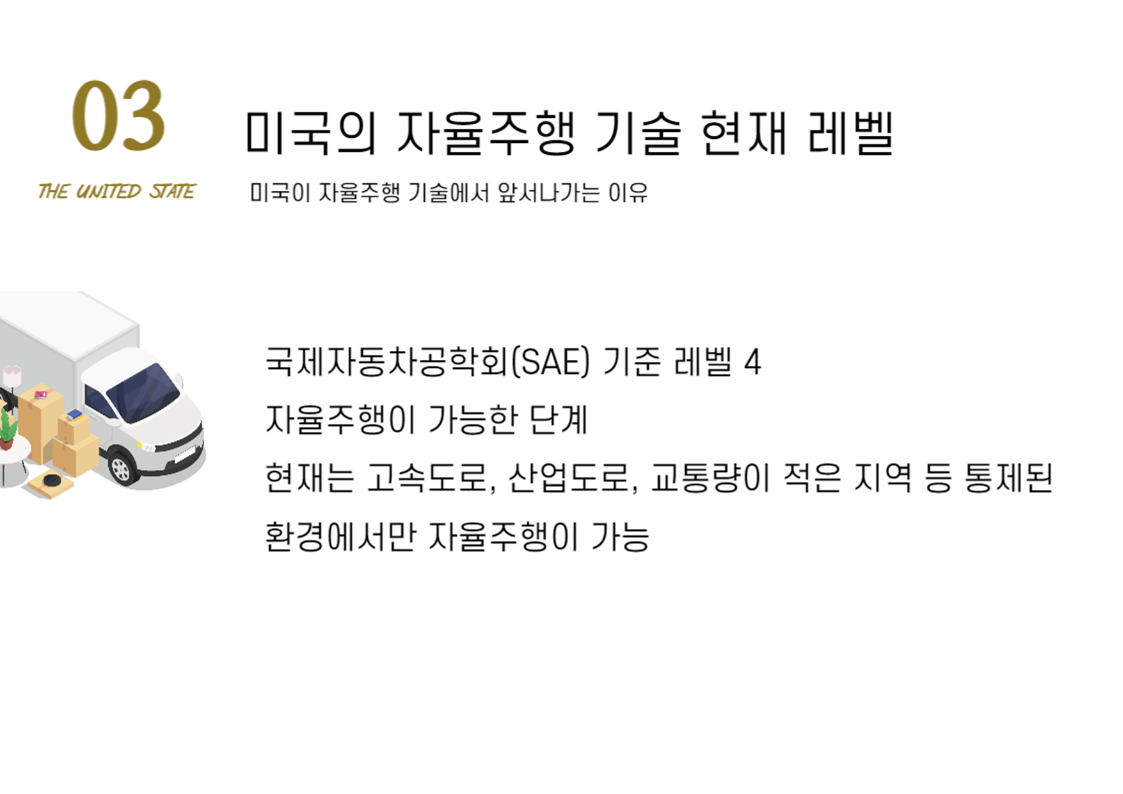 03
미국의 자율주행 기술 현재 레벨
THE UNITED STATE
미국이 자율주행 기술에서 앞서나가는 이유
국제자동차공학회(SAE) 기준 레벨 4
자율주행이 가능한 단계
현재는 고속도로, 산업도로, 교통량이 적은 지역 등 통제된
환경에서만 자율주행이 가능